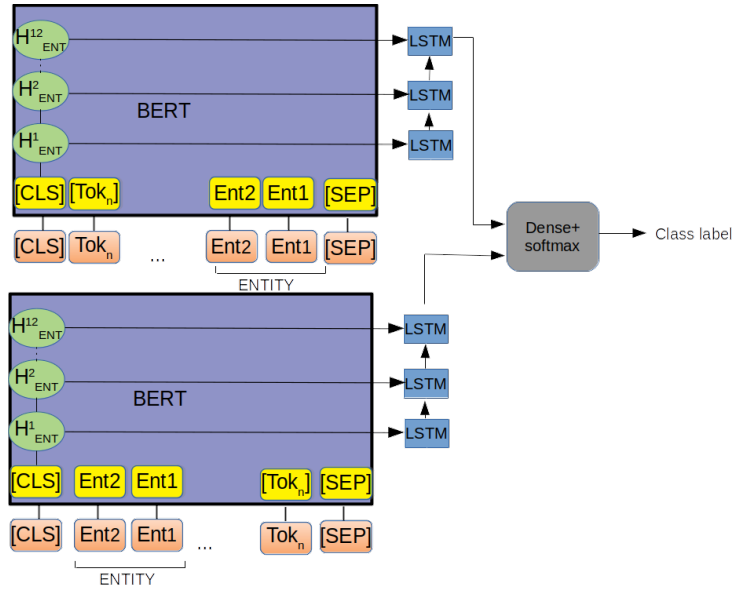 H12ENT
LSTM
H2ENT
BERT
LSTM
H1ENT
LSTM
[CLS] [Tokn] Ent2 Ent1 [SEP]
[CLS] Tokn ... Ent2 Ent1 [SEP]
ENTITY
Dense+
softmax
Class label
H12ENT
LSTM
H2ENT
BERT
LSTM
H1ENT
LSTM
[CLS] Ent2 Ent1 [Tokn] [SEP]
[CLS] Ent2 Ent1 ... Tokn [SEP]
ENTITY